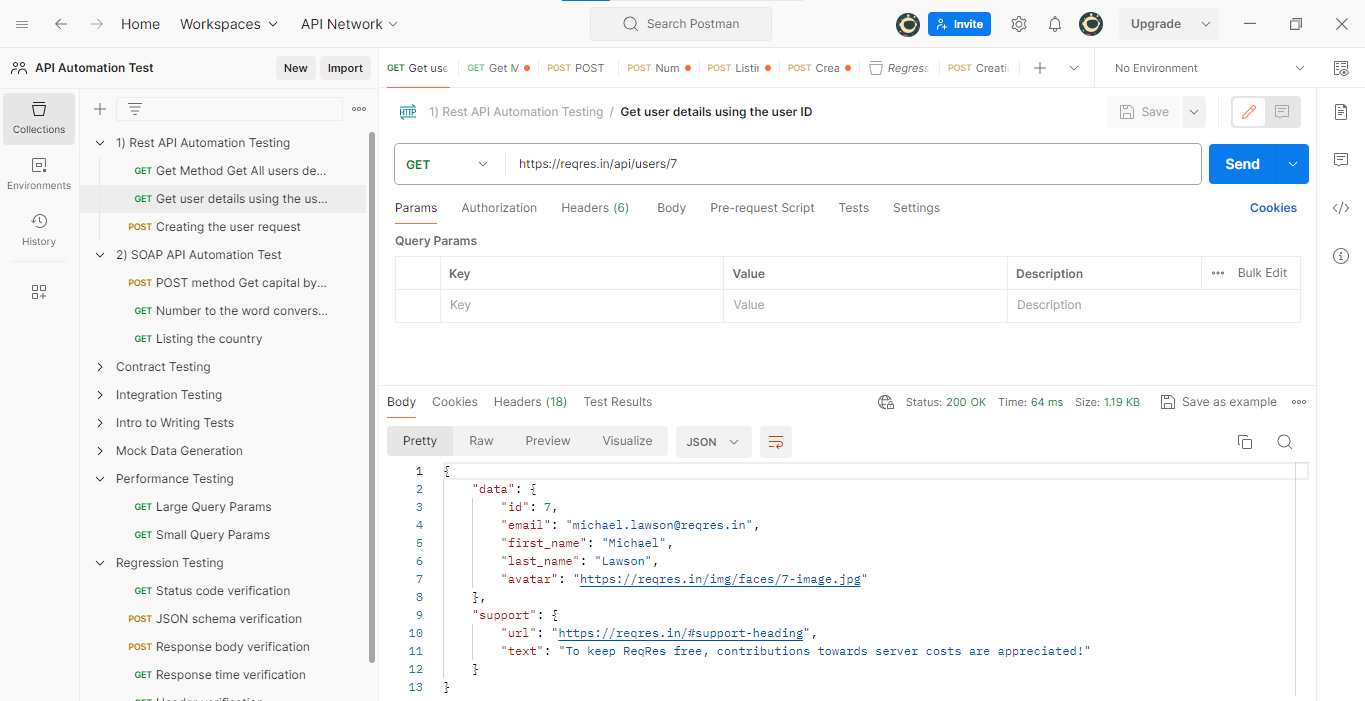 Home Workspaces API Network Search Postman Invite Upgrade
API Automation Test New Import
GET Get use GET Get M POST POST POST Num POST Listin POST Crea Regress POST Creati No Environment
Collections
Environments
History
1) Rest API Automation Testing
GET Get Method Get All users de...
GET Get user details using the us...
POST Creating the user request
2) SOAP API Automation Test
POST POST method Get capital by...
GET Number to the word convers...
GET Listing the country
Contract Testing
Integration Testing
Intro to Writing Tests
Mock Data Generation
Performance Testing
GET Large Query Params
GET Small Query Params
Regression Testing
GET Status code verification
POST JSON schema verification
POST Response body verification
GET Response time verification
GET Header verification
HTTP 1) Rest API Automation Testing / Get user details using the user ID Save
GET https://reqres.in/api/users/7 Send
Params Authorization Headers (6) Body Pre-request Script Tests Settings Cookies
Query Params
Key Value Description Bulk Edit
Key Value Description
Body Cookies Headers (18) Test Results Status: 200 OK Time: 64 ms Size: 1.19 KB Save as example
Pretty Raw Preview Visualize JSON
1 {
2 "data": {
3 "id": 7,
4 "email": "michael.lawson@reqres.in",
5 "first_name": "Michael",
6 "last_name": "Lawson",
7 "avatar": "https://reqres.in/img/faces/7-image.jpg"
8 },
9 "support": {
10 "url": "https://reqres.in/#support-heading",
11 "text": "To keep ReqRes free, contributions towards server costs are appreciated!"
12 }
13 }